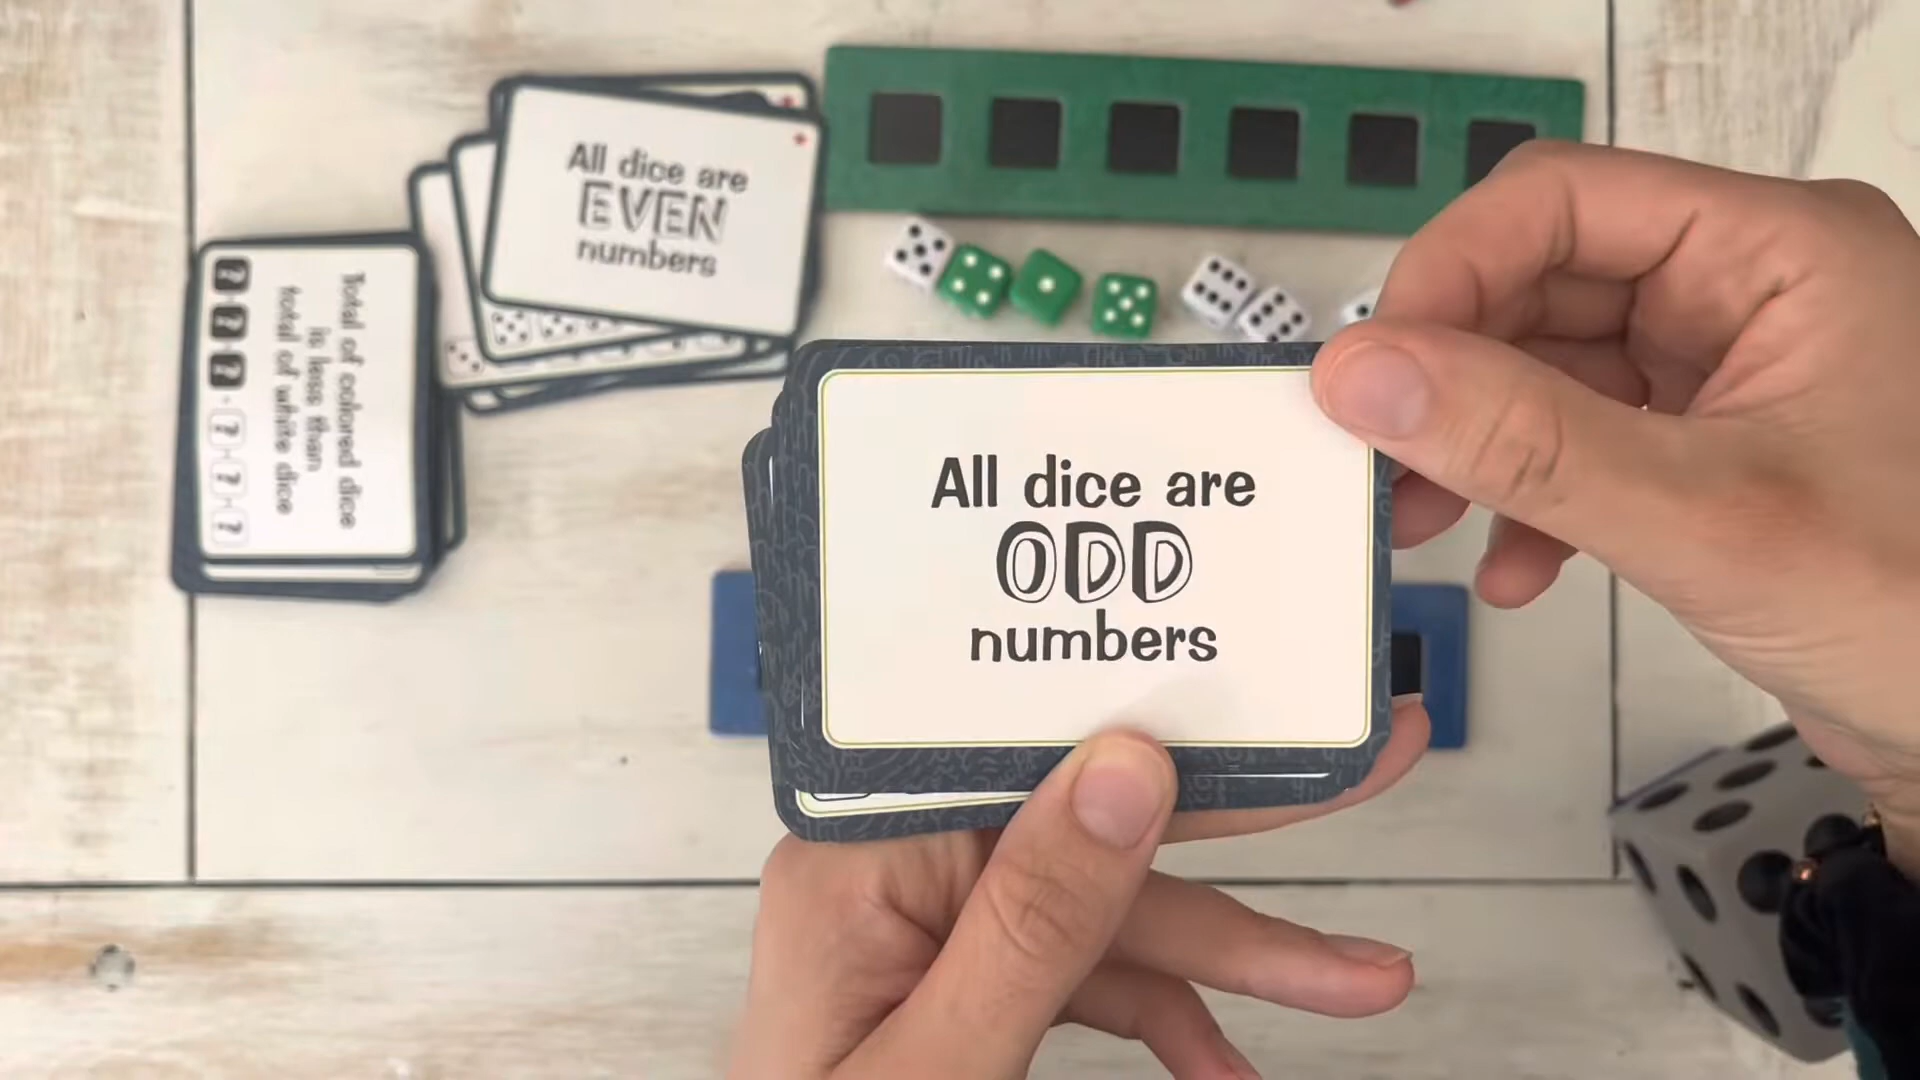 All dice are
EVEN
numbers
Total of colored dice
is less than
total of white dice
? ? ? ? ? ?
All dice are
ODD
numbers